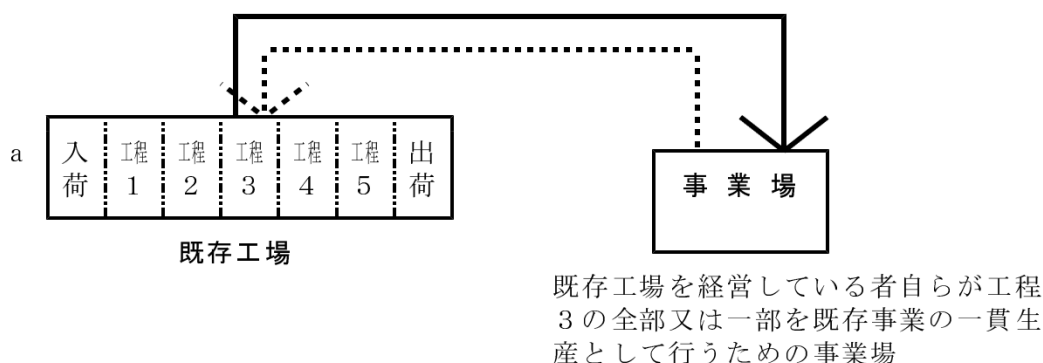 a
入荷 工程1 工程2 工程3 工程4 工程5 出荷
既存工場
事業場
既存工場を経営している者自らが工程
３の全部又は一部を既存事業の一貫生
産として行うための事業場